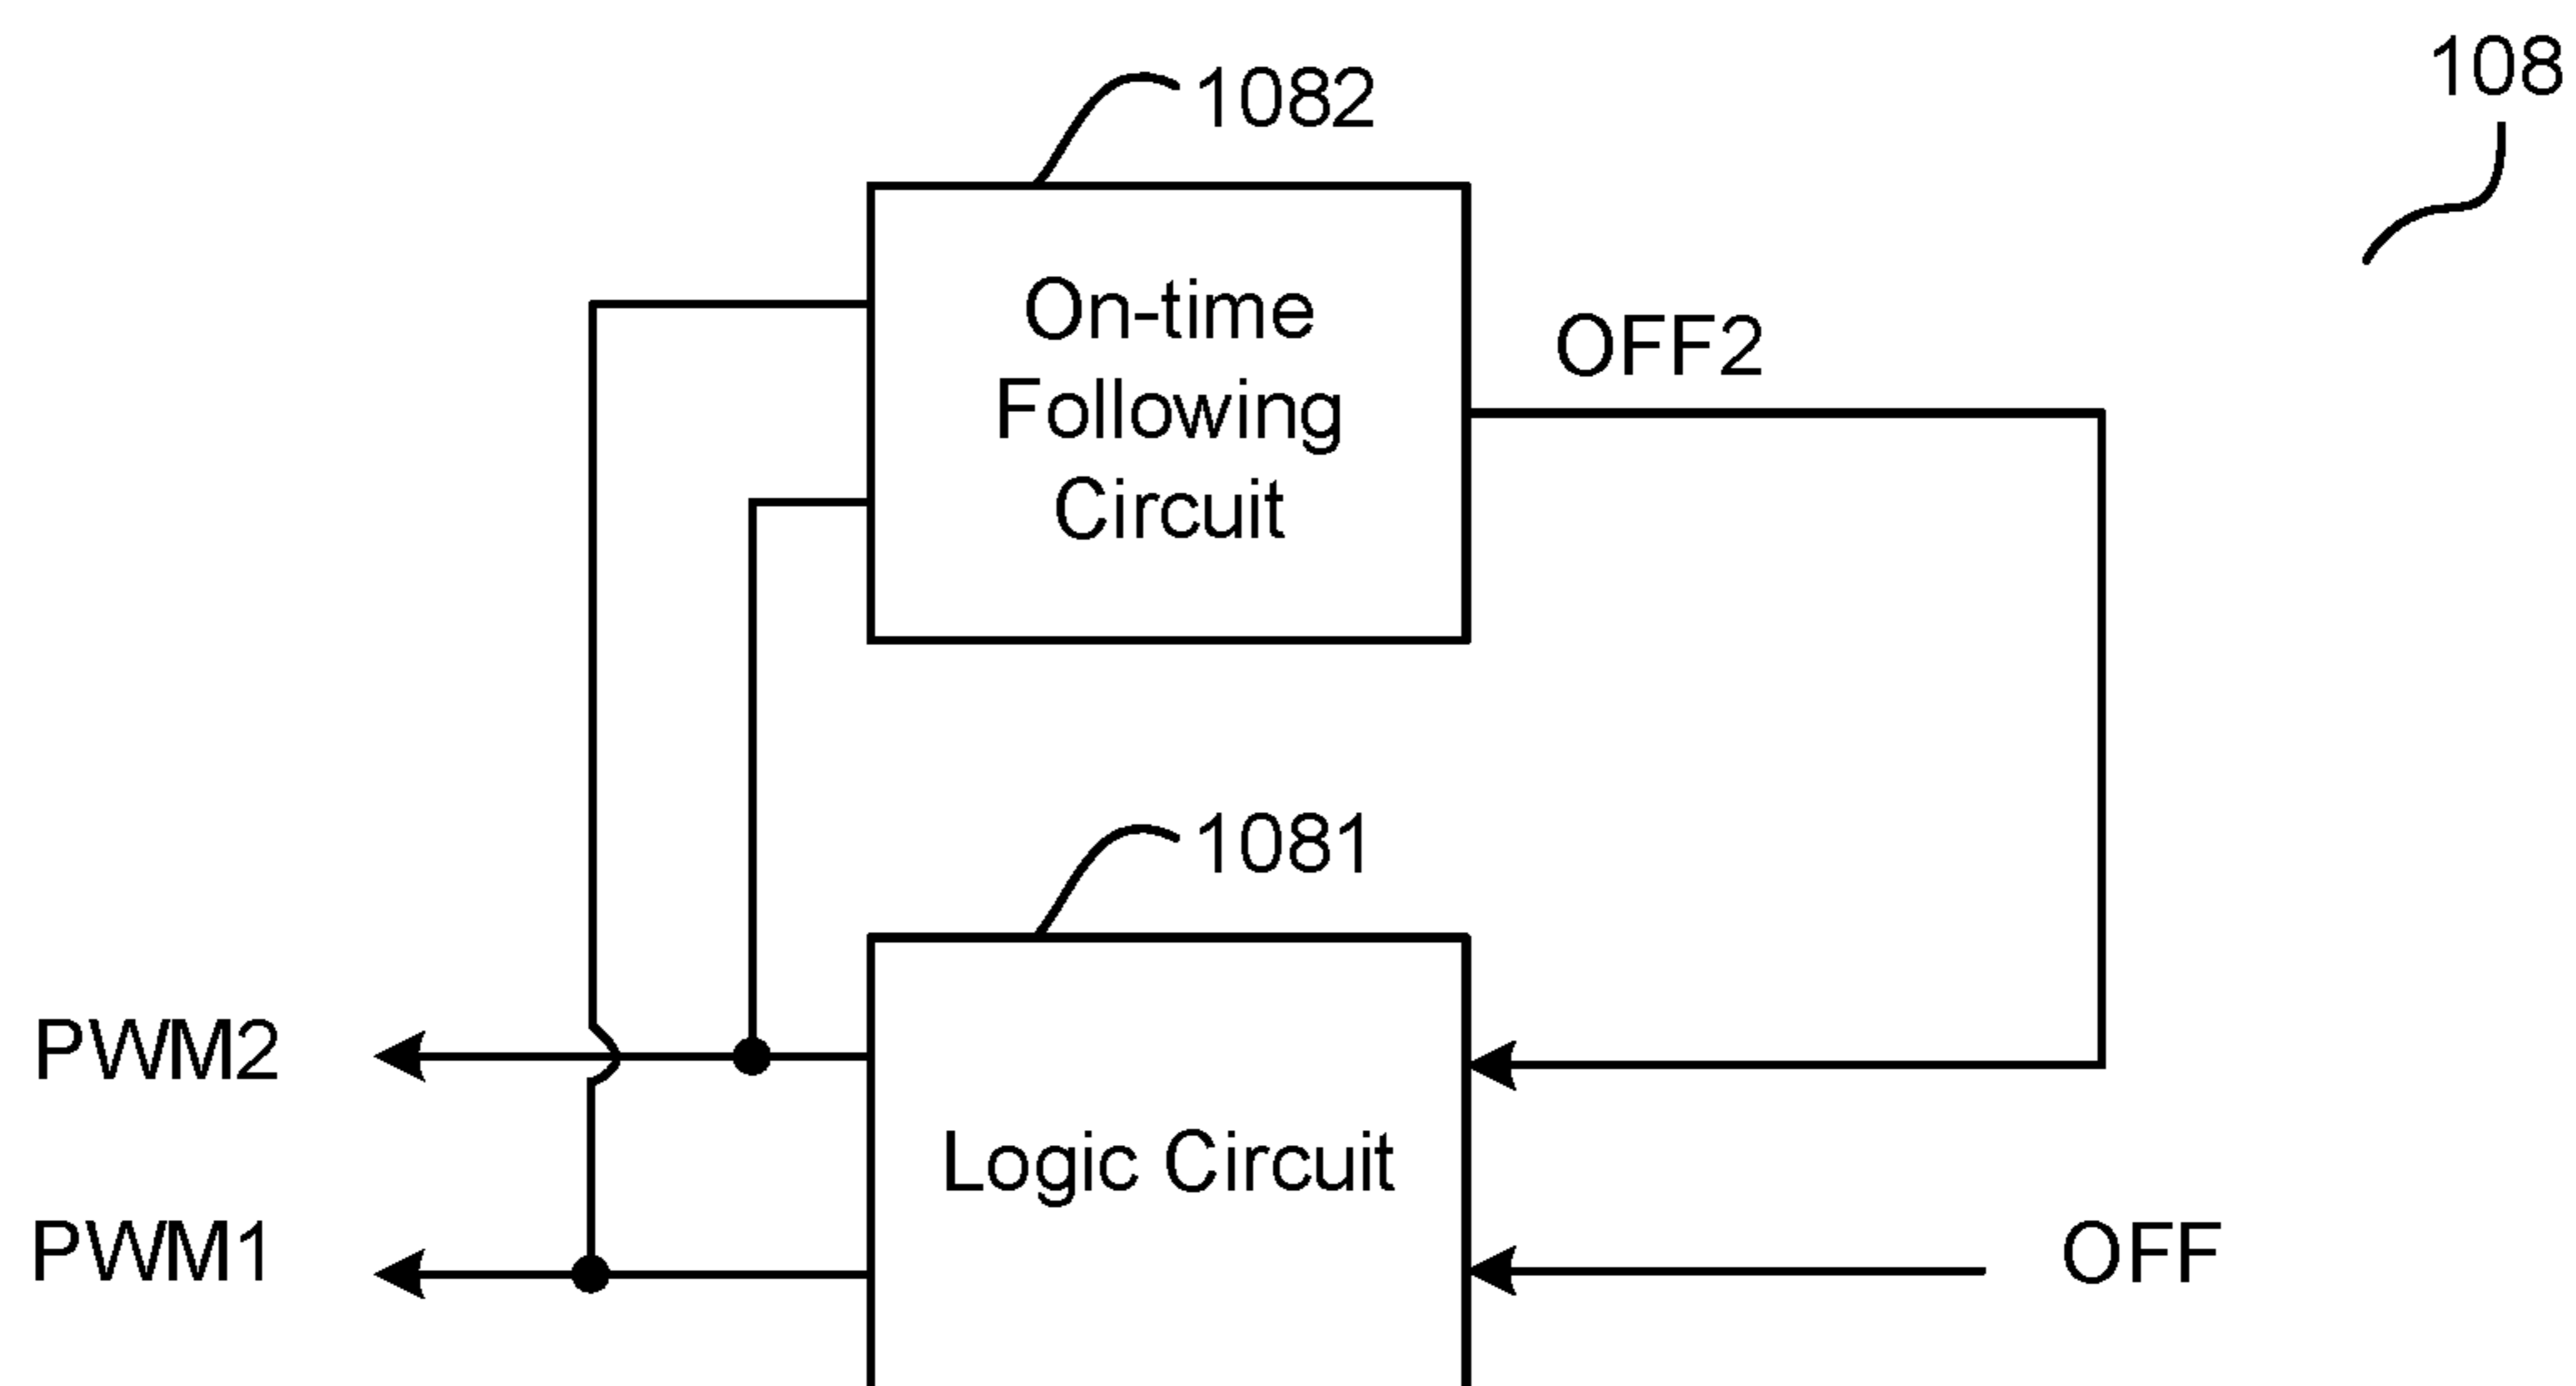 108
1082
On-time
Following
Circuit
OFF2
1081
PWM2
Logic Circuit
PWM1
OFF